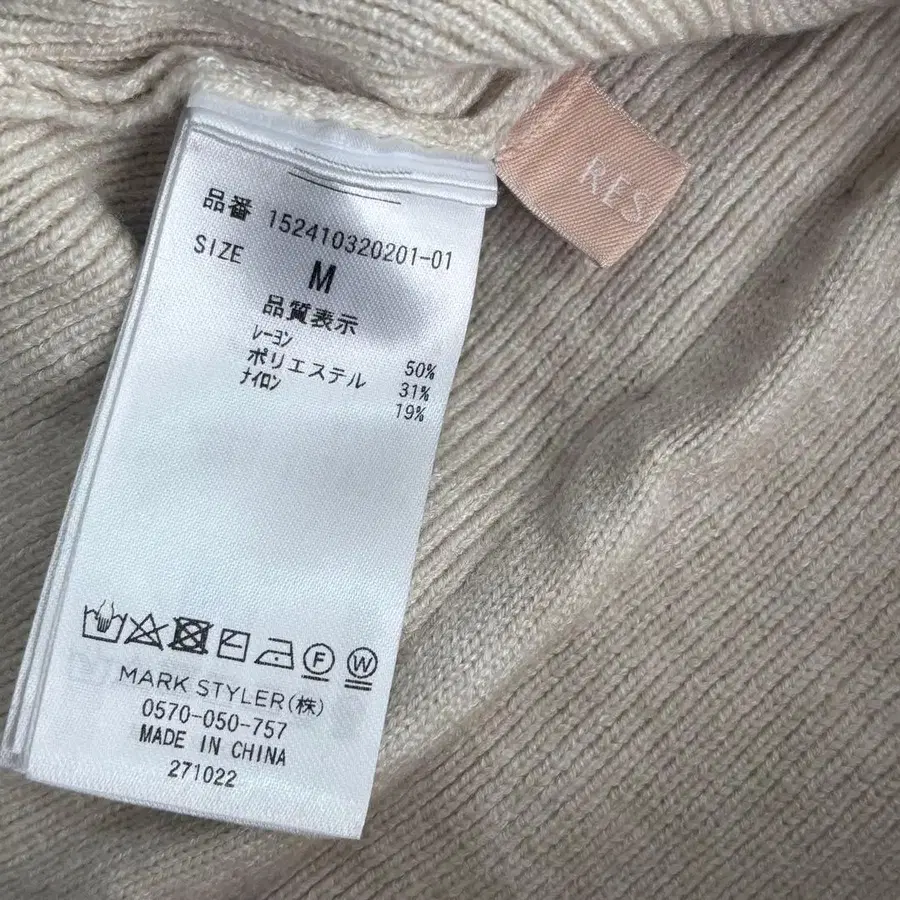 品番 152410320201-01
SIZE M
品質表示
レーヨン 50%
ポリエステル 31%
ナイロン 19%
F W
MARK STYLER(株)
0570-050-757
MADE IN CHINA
271022
RES